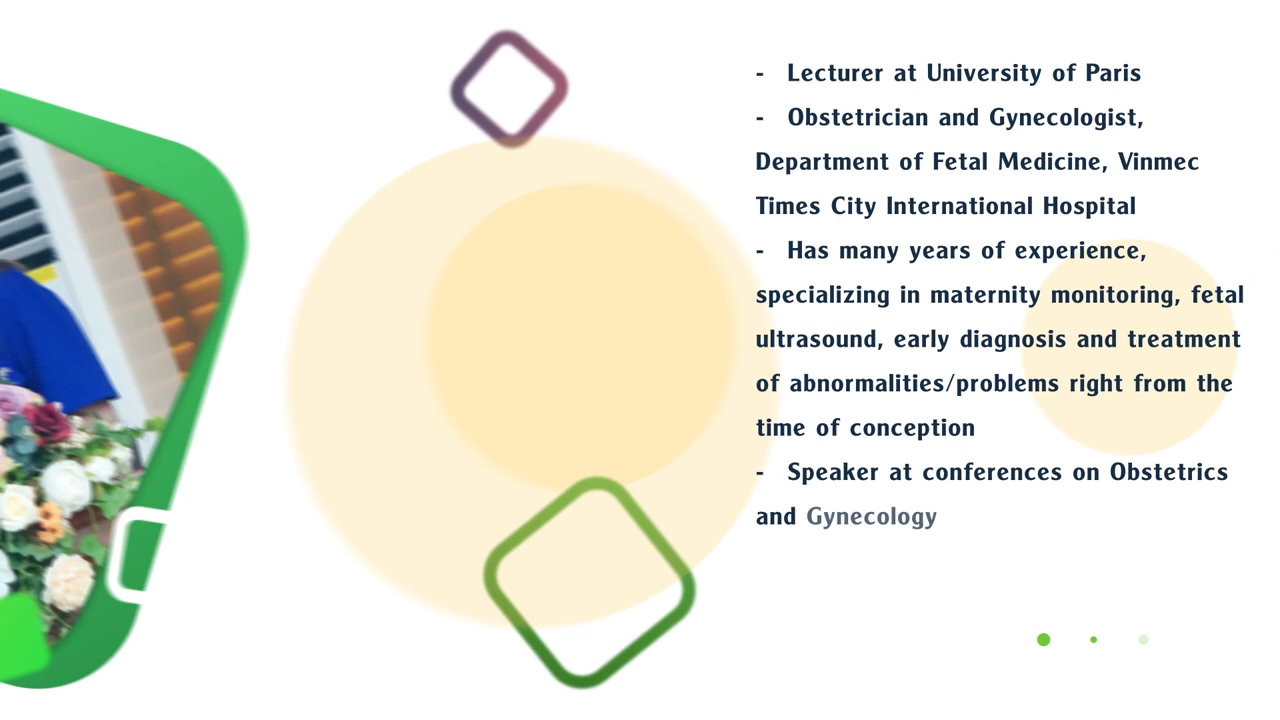 - Lecturer at University of Paris
- Obstetrician and Gynecologist,
Department of Fetal Medicine, Vinmec
Times City International Hospital
- Has many years of experience,
specializing in maternity monitoring, fetal
ultrasound, early diagnosis and treatment
of abnormalities/problems right from the
time of conception
- Speaker at conferences on Obstetrics
and Gynecology